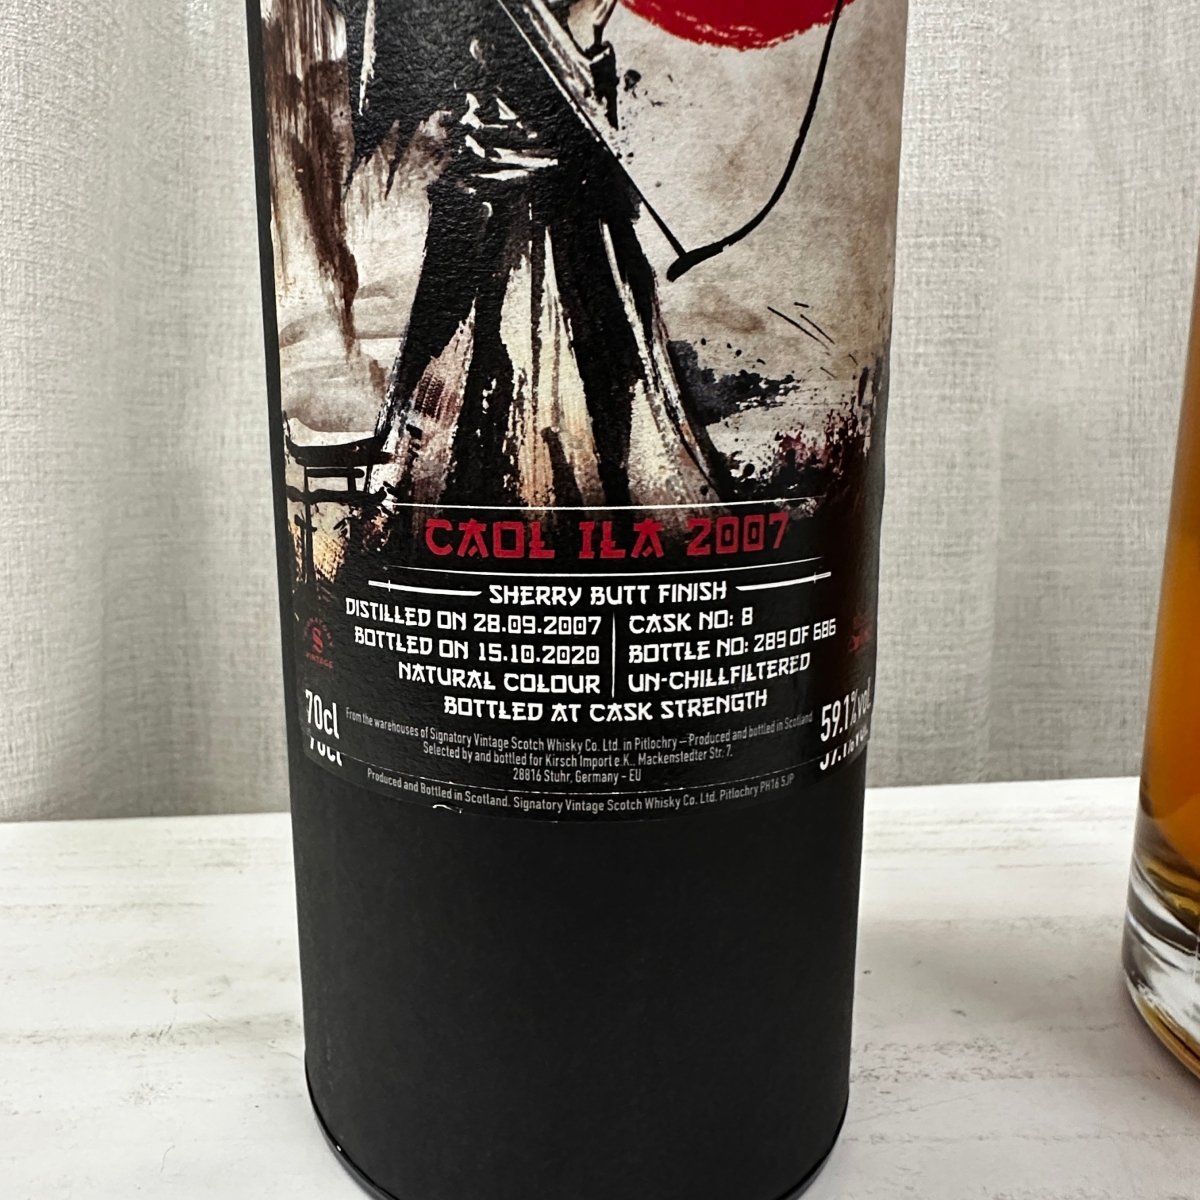 CAOL ILA 2007
SHERRY BUTT FINISH
DISTILLED ON 28.09.2007
BOTTLED ON 15.10.2020
NATURAL COLOUR
CASK NO: 8
BOTTLE NO: 289 OF 686
UN-CHILLFILTERED
BOTTLED AT CASK STRENGTH
S
VINTAGE
70cl
59.1%vol.
From the warehouses of Signatory Vintage Scotch Whisky Co. Ltd. in Pitlochry – Produced and bottled in Scotland
Selected by and bottled for Kirsch Import e.K., Mackenstedter Str. 7,
28816 Stuhr, Germany - EU
70cl
Produced and Bottled in Scotland. Signatory Vintage Scotch Whisky Co. Ltd. Pitlochry PH16 5JP